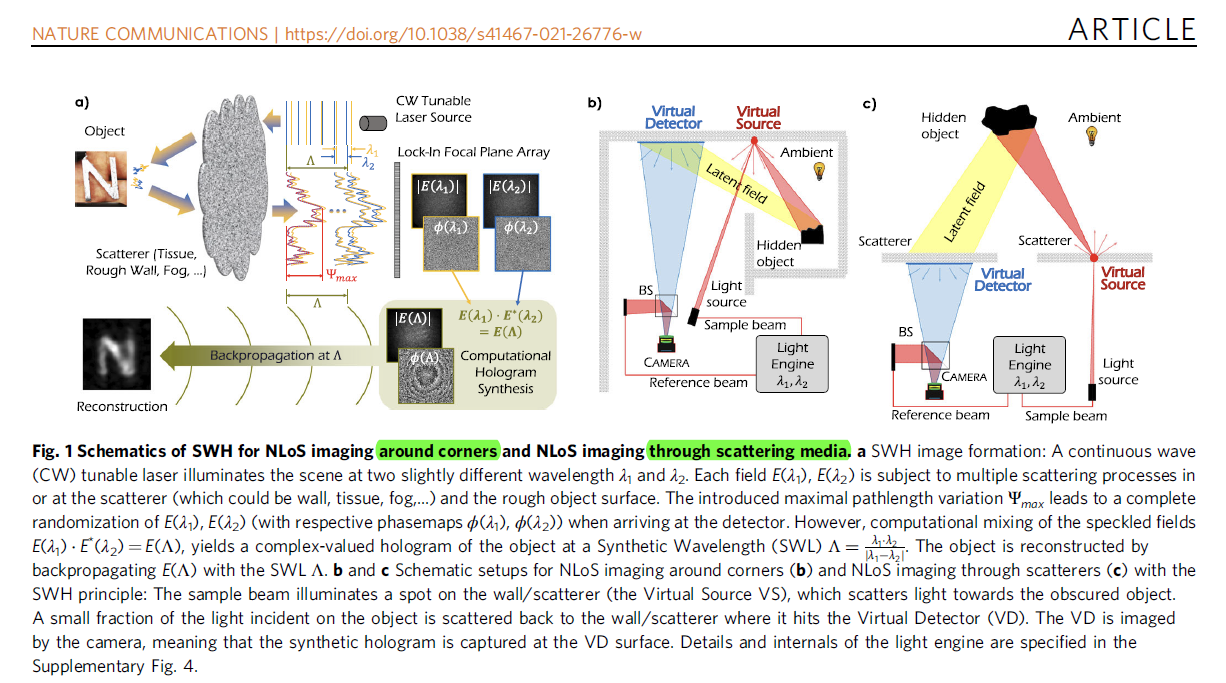 NATURE COMMUNICATIONS | https://doi.org/10.1038/s41467-021-26776-w
ARTICLE
a)
Object
N
CW Tunable
Laser Source
λ1
λ2
Λ
Lock-In Focal Plane Array
|E(λ1)|
|E(λ2)|
ϕ(λ1)
ϕ(λ2)
Scatterer (Tissue,
Rough Wall, Fog, ...)
Ψmax
Λ
|E(Λ)|
ϕ(Λ)
E(λ1) · E*(λ2)
= E(Λ)
Computational
Hologram
Synthesis
Backpropagation at Λ
N
Reconstruction
b)
Virtual
Detector
Virtual
Source
Ambient
Latent field
Hidden
object
BS
Light
source
Sample beam
CAMERA
Reference beam
Light
Engine
λ1, λ2
c)
Hidden
object
Ambient
Latent field
Scatterer
Scatterer
Virtual
Detector
Virtual
Source
BS
CAMERA
Light
Engine
λ1, λ2
Light
source
Reference beam
Sample beam
Fig. 1 Schematics of SWH for NLoS imaging around corners and NLoS imaging through scattering media. a SWH image formation: A continuous wave
(CW) tunable laser illuminates the scene at two slightly different wavelength λ1 and λ2. Each field E(λ1), E(λ2) is subject to multiple scattering processes in
or at the scatterer (which could be wall, tissue, fog,...) and the rough object surface. The introduced maximal pathlength variation Ψmax leads to a complete
randomization of E(λ1), E(λ2) (with respective phasemaps ϕ(λ1), ϕ(λ2)) when arriving at the detector. However, computational mixing of the speckled fields
E(λ1) · E*(λ2) = E(Λ), yields a complex-valued hologram of the object at a Synthetic Wavelength (SWL) Λ = λ1·λ2/|λ1−λ2|. The object is reconstructed by
backpropagating E(Λ) with the SWL Λ. b and c Schematic setups for NLoS imaging around corners (b) and NLoS imaging through scatterers (c) with the
SWH principle: The sample beam illuminates a spot on the wall/scatterer (the Virtual Source VS), which scatters light towards the obscured object.
A small fraction of the light incident on the object is scattered back to the wall/scatterer where it hits the Virtual Detector (VD). The VD is imaged
by the camera, meaning that the synthetic hologram is captured at the VD surface. Details and internals of the light engine are specified in the
Supplementary Fig. 4.